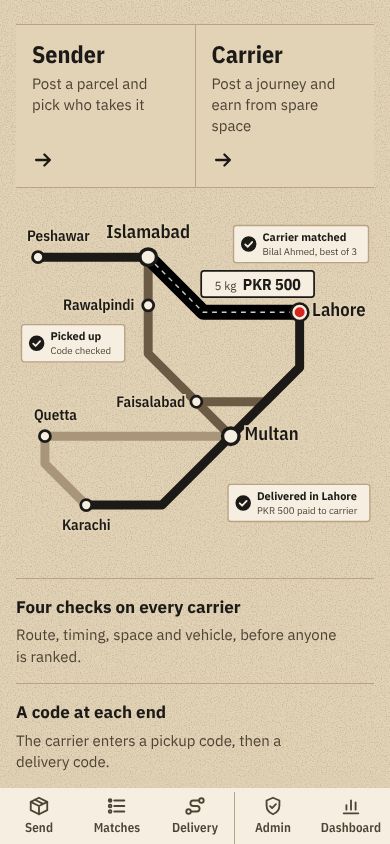 Sender
Post a parcel and
pick who takes it
→
Carrier
Post a journey and
earn from spare
space
→
Peshawar
Islamabad
Carrier matched
Bilal Ahmed, best of 3
5 kg PKR 500
Rawalpindi
Lahore
Picked up
Code checked
Faisalabad
Quetta
Multan
Delivered in Lahore
PKR 500 paid to carrier
Karachi
Four checks on every carrier
Route, timing, space and vehicle, before anyone
is ranked.
A code at each end
The carrier enters a pickup code, then a
delivery code.
Send
Matches
Delivery
Admin
Dashboard